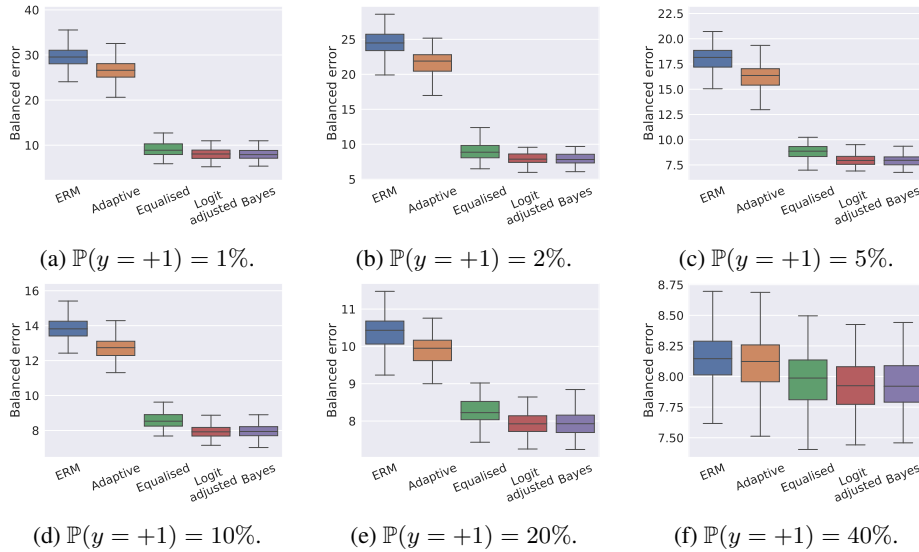 40
30
20
10
Balanced error
ERM
Adaptive
Equalised
Logit adjusted
Bayes
(a) ℙ(y = +1) = 1%.
25
20
15
10
5
Balanced error
ERM
Adaptive
Equalised
Logit adjusted
Bayes
(b) ℙ(y = +1) = 2%.
22.5
20.0
17.5
15.0
12.5
10.0
7.5
Balanced error
ERM
Adaptive
Equalised
Logit adjusted
Bayes
(c) ℙ(y = +1) = 5%.
16
14
12
10
8
Balanced error
ERM
Adaptive
Equalised
Logit adjusted
Bayes
(d) ℙ(y = +1) = 10%.
11
10
9
8
Balanced error
ERM
Adaptive
Equalised
Logit adjusted
Bayes
(e) ℙ(y = +1) = 20%.
8.75
8.50
8.25
8.00
7.75
7.50
Balanced error
ERM
Adaptive
Equalised
Logit adjusted
Bayes
(f) ℙ(y = +1) = 40%.